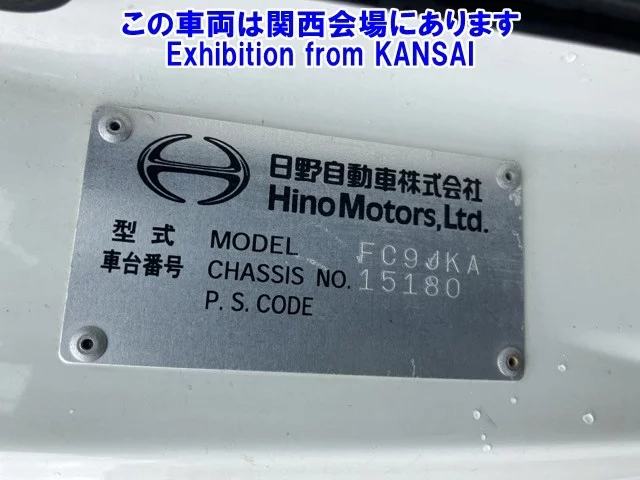 この車両は関西会場にあります
Exhibition from KANSAI
日野自動車株式会社
Hino Motors, Ltd.
型式 MODEL FC9JKA
車台番号 CHASSIS NO. 15180
P. S. CODE